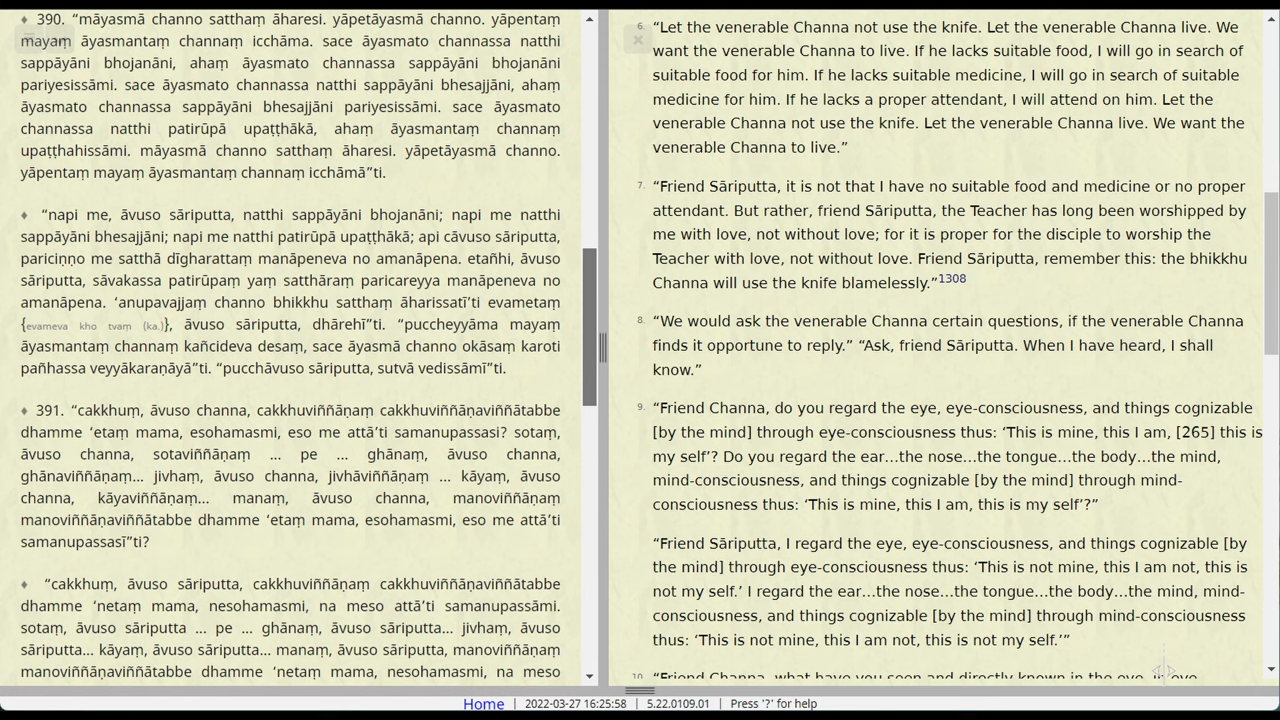 ♦ 390. “māyasmā channo satthaṃ āharesi. yāpetāyasmā channo. yāpentaṃ
mayaṃ āyasmantaṃ channaṃ icchāma. sace āyasmato channassa natthi
sappāyāni bhojanāni, ahaṃ āyasmato channassa sappāyāni bhojanāni
pariyesissāmi. sace āyasmato channassa natthi sappāyāni bhesajjāni, ahaṃ
āyasmato channassa sappāyāni bhesajjāni pariyesissāmi. sace āyasmato
channassa natthi patirūpā upaṭṭhākā, ahaṃ āyasmantaṃ channaṃ
upaṭṭhahissāmi. māyasmā channo satthaṃ āharesi. yāpetāyasmā channo.
yāpentaṃ mayaṃ āyasmantaṃ channaṃ icchāmā”ti.
♦ “napi me, āvuso sāriputta, natthi sappāyāni bhojanāni; napi me natthi
sappāyāni bhesajjāni; napi me natthi patirūpā upaṭṭhākā; api cāvuso sāriputta,
pariciṇṇo me satthā dīgharattaṃ manāpeneva no amanāpena. etañhi, āvuso
sāriputta, sāvakassa patirūpaṃ yaṃ satthāraṃ paricareyya manāpeneva no
amanāpena. ‘anupavajjaṃ channo bhikkhu satthaṃ āharissatī’ti evametaṃ
{evameva kho tvaṃ (ka.)}, āvuso sāriputta, dhārehī”ti. “puccheyyāma mayaṃ
āyasmantaṃ channaṃ kañcideva desaṃ, sace āyasmā channo okāsaṃ karoti
pañhassa veyyākaraṇāyā”ti. “pucchāvuso sāriputta, sutvā vedissāmī”ti.
♦ 391. “cakkhuṃ, āvuso channa, cakkhuviññāṇaṃ cakkhuviññāṇaviññātabbe
dhamme ‘etaṃ mama, esohamasmi, eso me attā’ti samanupassasi? sotaṃ,
āvuso channa, sotaviññāṇaṃ ... pe ... ghānaṃ, āvuso channa,
ghānaviññāṇaṃ... jivhaṃ, āvuso channa, jivhāviññāṇaṃ ... kāyaṃ, āvuso
channa, kāyaviññāṇaṃ... manaṃ, āvuso channa, manoviññāṇaṃ
manoviññāṇaviññātabbe dhamme ‘etaṃ mama, esohamasmi, eso me attā’ti
samanupassasī”ti?
♦ “cakkhuṃ, āvuso sāriputta, cakkhuviññāṇaṃ cakkhuviññāṇaviññātabbe
dhamme ‘netaṃ mama, nesohamasmi, na meso attā’ti samanupassāmi.
sotaṃ, āvuso sāriputta ... pe ... ghānaṃ, āvuso sāriputta... jivhaṃ, āvuso
sāriputta... kāyaṃ, āvuso sāriputta... manaṃ, āvuso sāriputta, manoviññāṇaṃ
manoviññāṇaviññātabbe dhamme ‘netaṃ mama, nesohamasmi, na meso
6. “Let the venerable Channa not use the knife. Let the venerable Channa live. We
want the venerable Channa to live. If he lacks suitable food, I will go in search of
suitable food for him. If he lacks suitable medicine, I will go in search of suitable
medicine for him. If he lacks a proper attendant, I will attend on him. Let the
venerable Channa not use the knife. Let the venerable Channa live. We want the
venerable Channa to live.”
7. “Friend Sāriputta, it is not that I have no suitable food and medicine or no proper
attendant. But rather, friend Sāriputta, the Teacher has long been worshipped by
me with love, not without love; for it is proper for the disciple to worship the
Teacher with love, not without love. Friend Sāriputta, remember this: the bhikkhu
Channa will use the knife blamelessly.”1308
8. “We would ask the venerable Channa certain questions, if the venerable Channa
finds it opportune to reply.” “Ask, friend Sāriputta. When I have heard, I shall
know.”
9. “Friend Channa, do you regard the eye, eye-consciousness, and things cognizable
[by the mind] through eye-consciousness thus: ‘This is mine, this I am, [265] this is
my self’? Do you regard the ear…the nose…the tongue…the body…the mind,
mind-consciousness, and things cognizable [by the mind] through mind-
consciousness thus: ‘This is mine, this I am, this is my self’?”
“Friend Sāriputta, I regard the eye, eye-consciousness, and things cognizable [by
the mind] through eye-consciousness thus: ‘This is not mine, this I am not, this is
not my self.’ I regard the ear…the nose…the tongue…the body…the mind, mind-
consciousness, and things cognizable [by the mind] through mind-consciousness
thus: ‘This is not mine, this I am not, this is not my self.’”
10. “Friend Channa, what have you seen and directly known in the eye, in eye-
Home | 2022-03-27 16:25:58 | 5.22.0109.01 | Press '?' for help